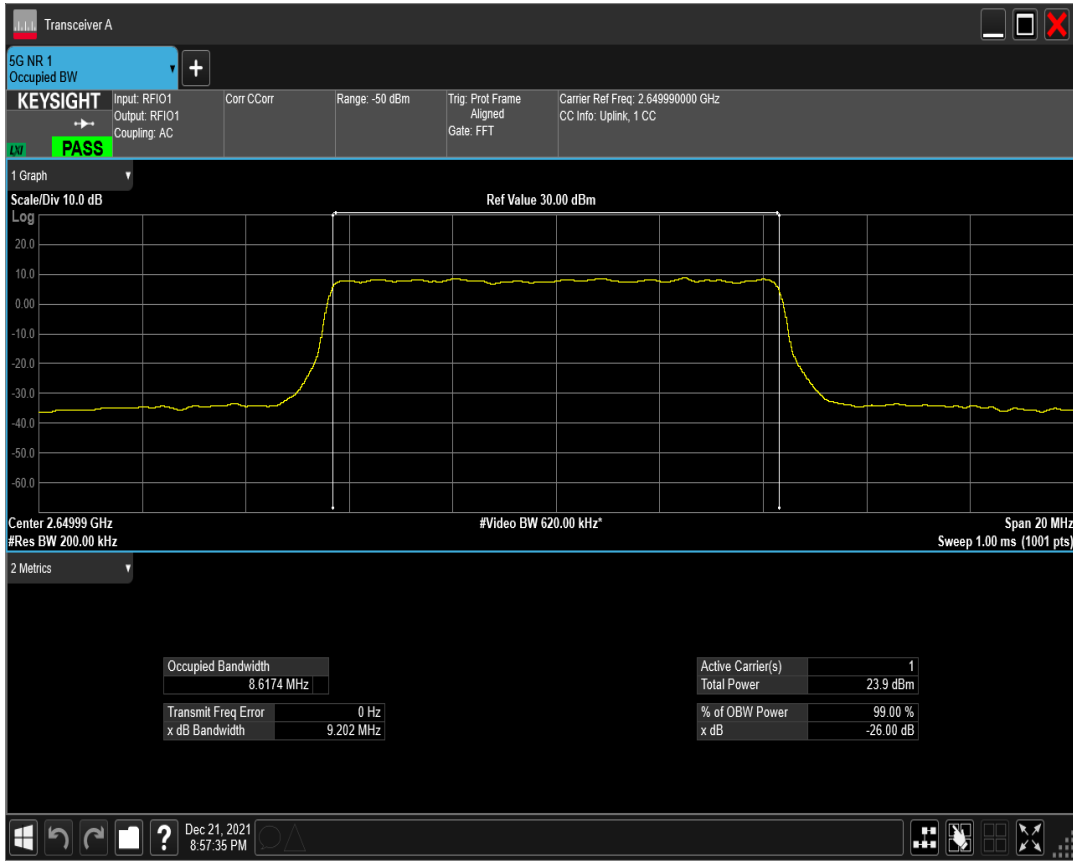 Transceiver A
5G NR 1
Occupied BW
KEYSIGHT
LXI
PASS
Input: RFIO1
Output: RFIO1
Coupling: AC
Corr CCorr
Range: -50 dBm
Trig: Prot Frame
Aligned
Gate: FFT
Carrier Ref Freq: 2.649990000 GHz
CC Info: Uplink, 1 CC
1 Graph
Scale/Div 10.0 dB
Ref Value 30.00 dBm
Log
20.0
10.0
0.00
-10.0
-20.0
-30.0
-40.0
-50.0
-60.0
Center 2.64999 GHz
#Video BW 620.00 kHz*
Span 20 MHz
#Res BW 200.00 kHz
Sweep 1.00 ms (1001 pts)
2 Metrics
Occupied Bandwidth
8.6174 MHz
Transmit Freq Error 0 Hz
x dB Bandwidth 9.202 MHz
Active Carrier(s) 1
Total Power 23.9 dBm
% of OBW Power 99.00 %
x dB -26.00 dB
?
Dec 21, 2021
8:57:35 PM